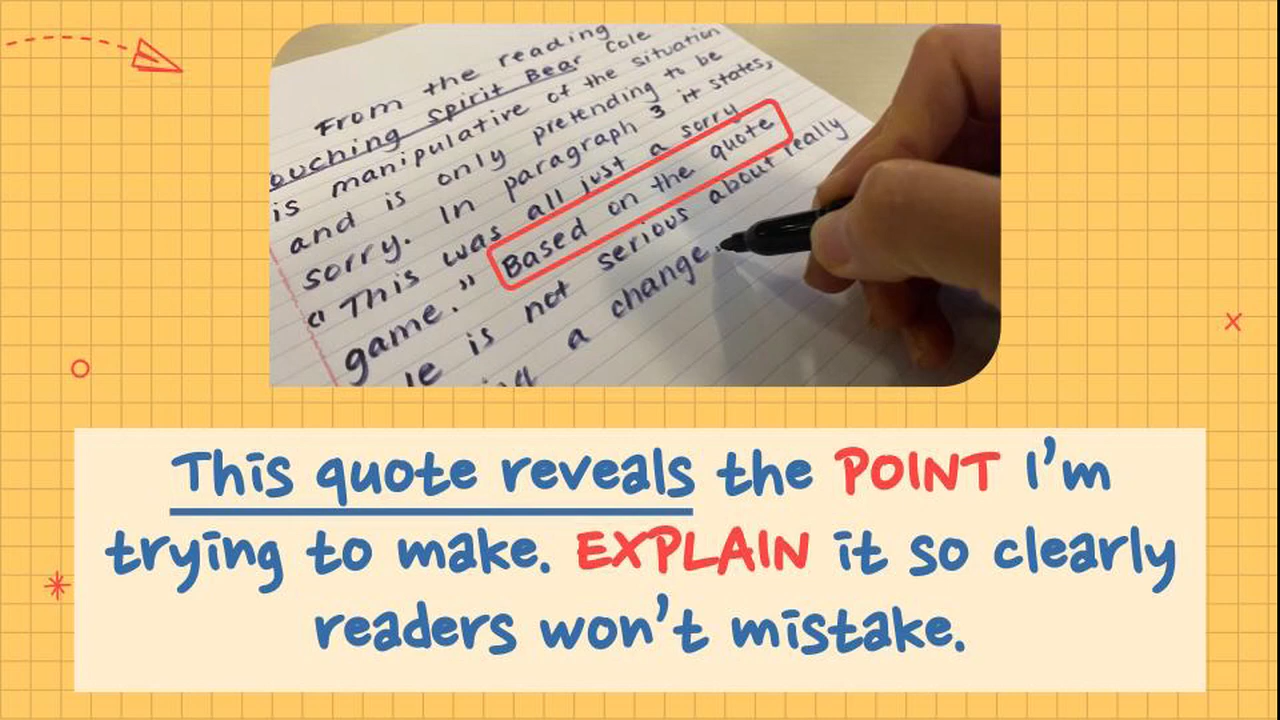 From the reading
ouching Spirit Bear Cole
is manipulative of the situation
and is only pretending to be
sorry. In paragraph 3 it states,
"This was all just a sorry
game." Based on the quote
le is not serious about really
a change.
This quote reveals the POINT I'm
trying to make. EXPLAIN it so clearly
readers won't mistake.